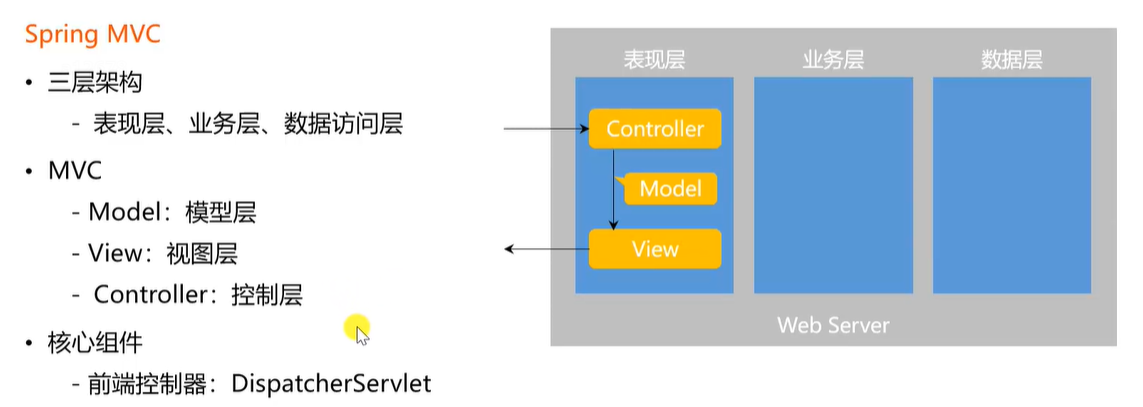 Spring MVC
• 三层架构
- 表现层、业务层、数据访问层
• MVC
- Model：模型层
- View：视图层
- Controller：控制层
• 核心组件
- 前端控制器：DispatcherServlet
表现层 业务层 数据层
Controller
Model
View
Web Server